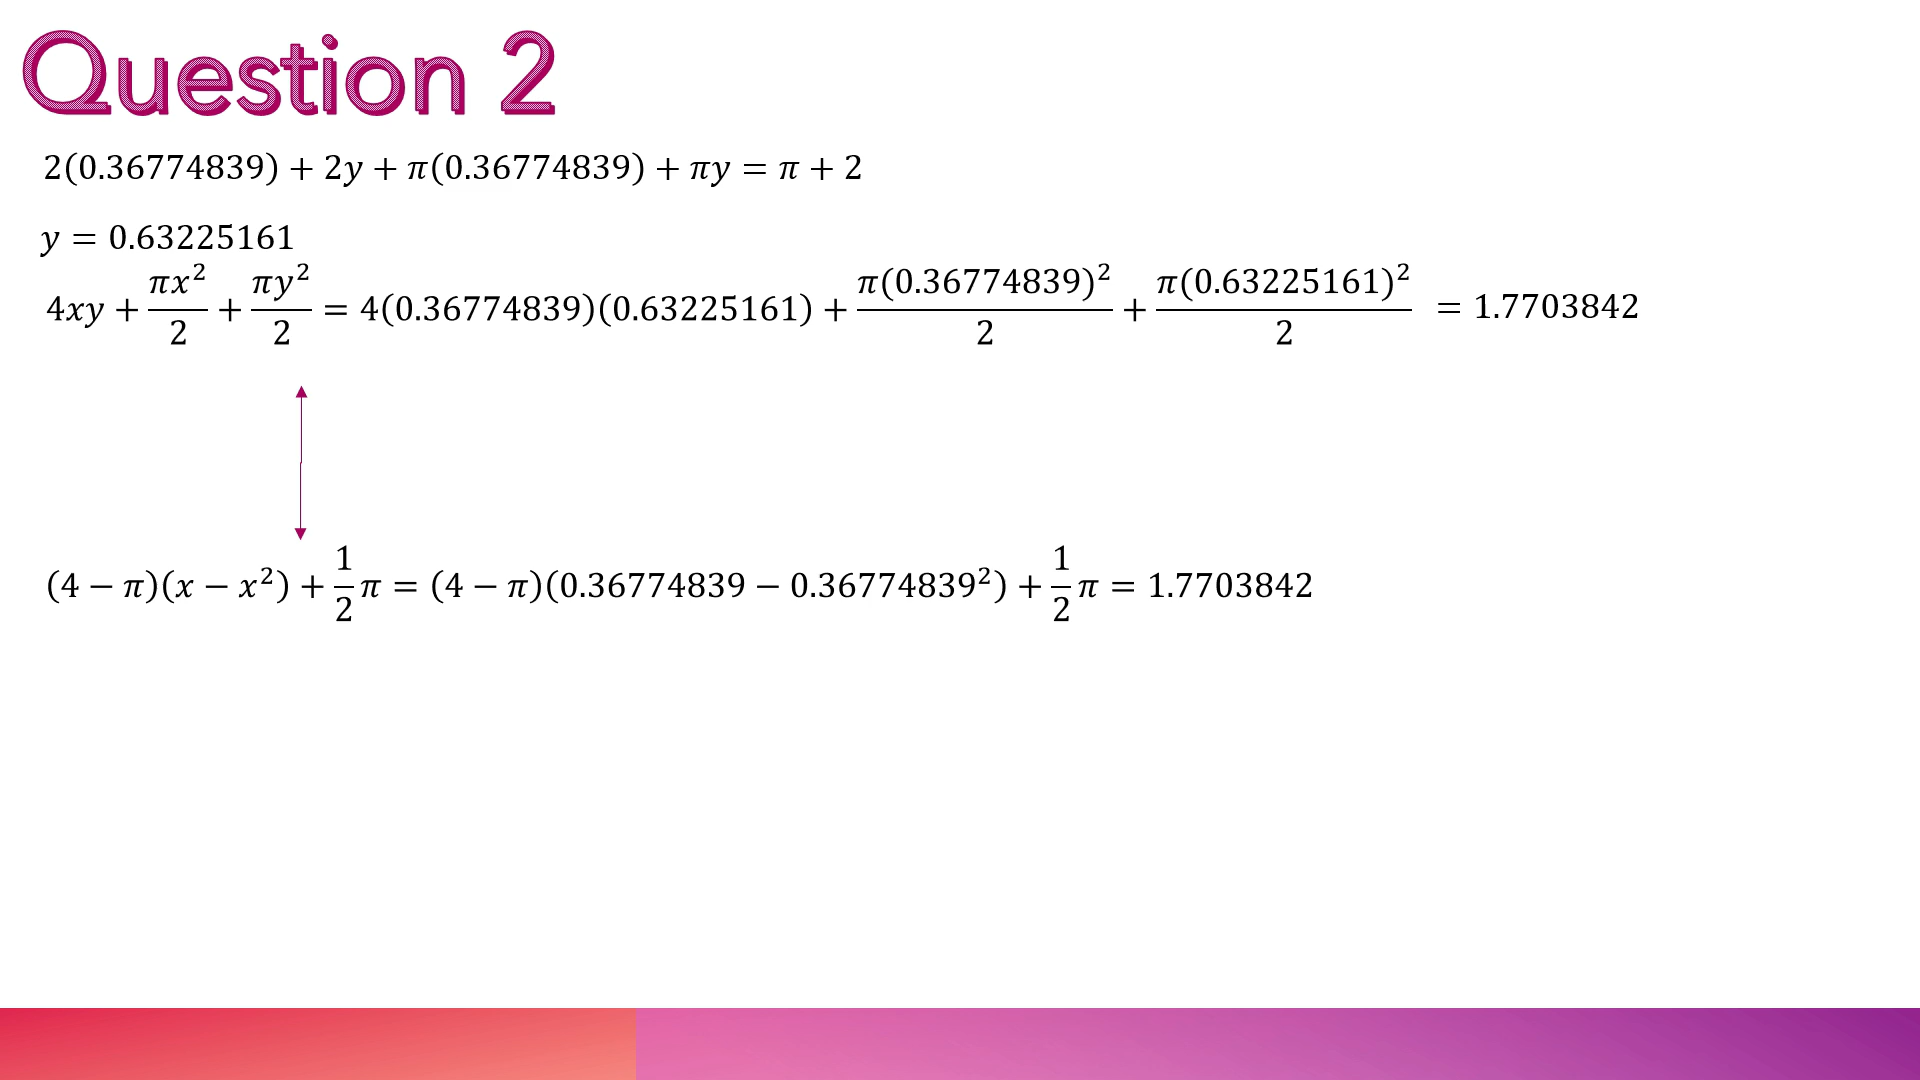 Question 2
2(0.36774839) + 2𝑦 + 𝜋(0.36774839) + 𝜋𝑦 = 𝜋 + 2
𝑦 = 0.63225161
4𝑥𝑦 + 𝜋𝑥²/2 + 𝜋𝑦²/2 = 4(0.36774839)(0.63225161) + 𝜋(0.36774839)²/2 + 𝜋(0.63225161)²/2 = 1.7703842
(4 − 𝜋)(𝑥 − 𝑥²) + 1/2 𝜋 = (4 − 𝜋)(0.36774839 − 0.36774839²) + 1/2 𝜋 = 1.7703842